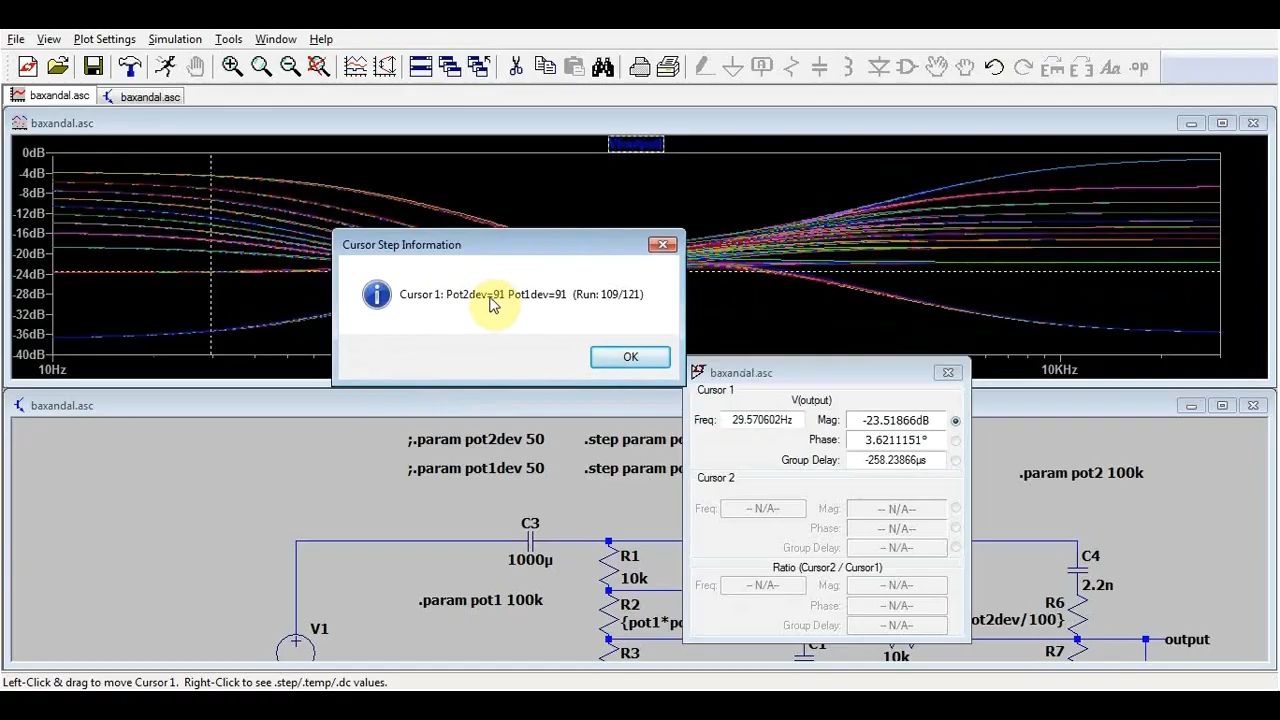 File View Plot Settings Simulation Tools Window Help
.op
baxandal.asc baxandal.asc
baxandal.asc
0dB
-4dB
-8dB
-12dB
-16dB
-20dB
-24dB
-28dB
-32dB
-36dB
-40dB
10Hz 10KHz
Cursor Step Information
Cursor 1: Pot2dev=91 Pot1dev=91 (Run: 109/121)
OK
baxandal.asc
;.param pot2dev 50 .step param po
;.param pot1dev 50 .step param po
.param pot2 100k
C3
1000µ
R1
10k
.param pot1 100k
R2
{pot1*po
V1
R3
C1
10k
C4
2.2n
R6
ot2dev/100}
R7
output
baxandal.asc
Cursor 1
V(output)
Freq: 29.570602Hz Mag: -23.51866dB
Phase: 3.6211151°
Group Delay: -258.23866µs
Cursor 2
Freq: -- N/A-- Mag: -- N/A--
Phase: -- N/A--
Group Delay: -- N/A--
Ratio (Cursor2 / Cursor1)
Freq: -- N/A-- Mag: -- N/A--
Phase: -- N/A--
Group Delay: -- N/A--
Left-Click & drag to move Cursor 1. Right-Click to see .step/.temp/.dc values.